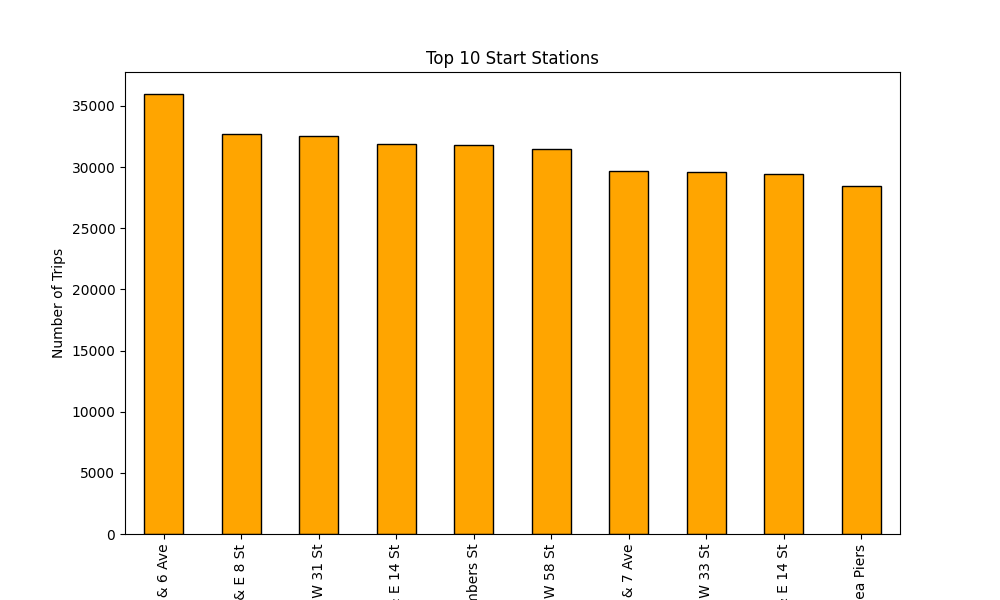 Top 10 Start Stations
Number of Trips
35000
30000
25000
20000
15000
10000
5000
0
& 6 Ave
& E 8 St
W 31 St
E 14 St
mbers St
W 58 St
& 7 Ave
W 33 St
E 14 St
ea Piers